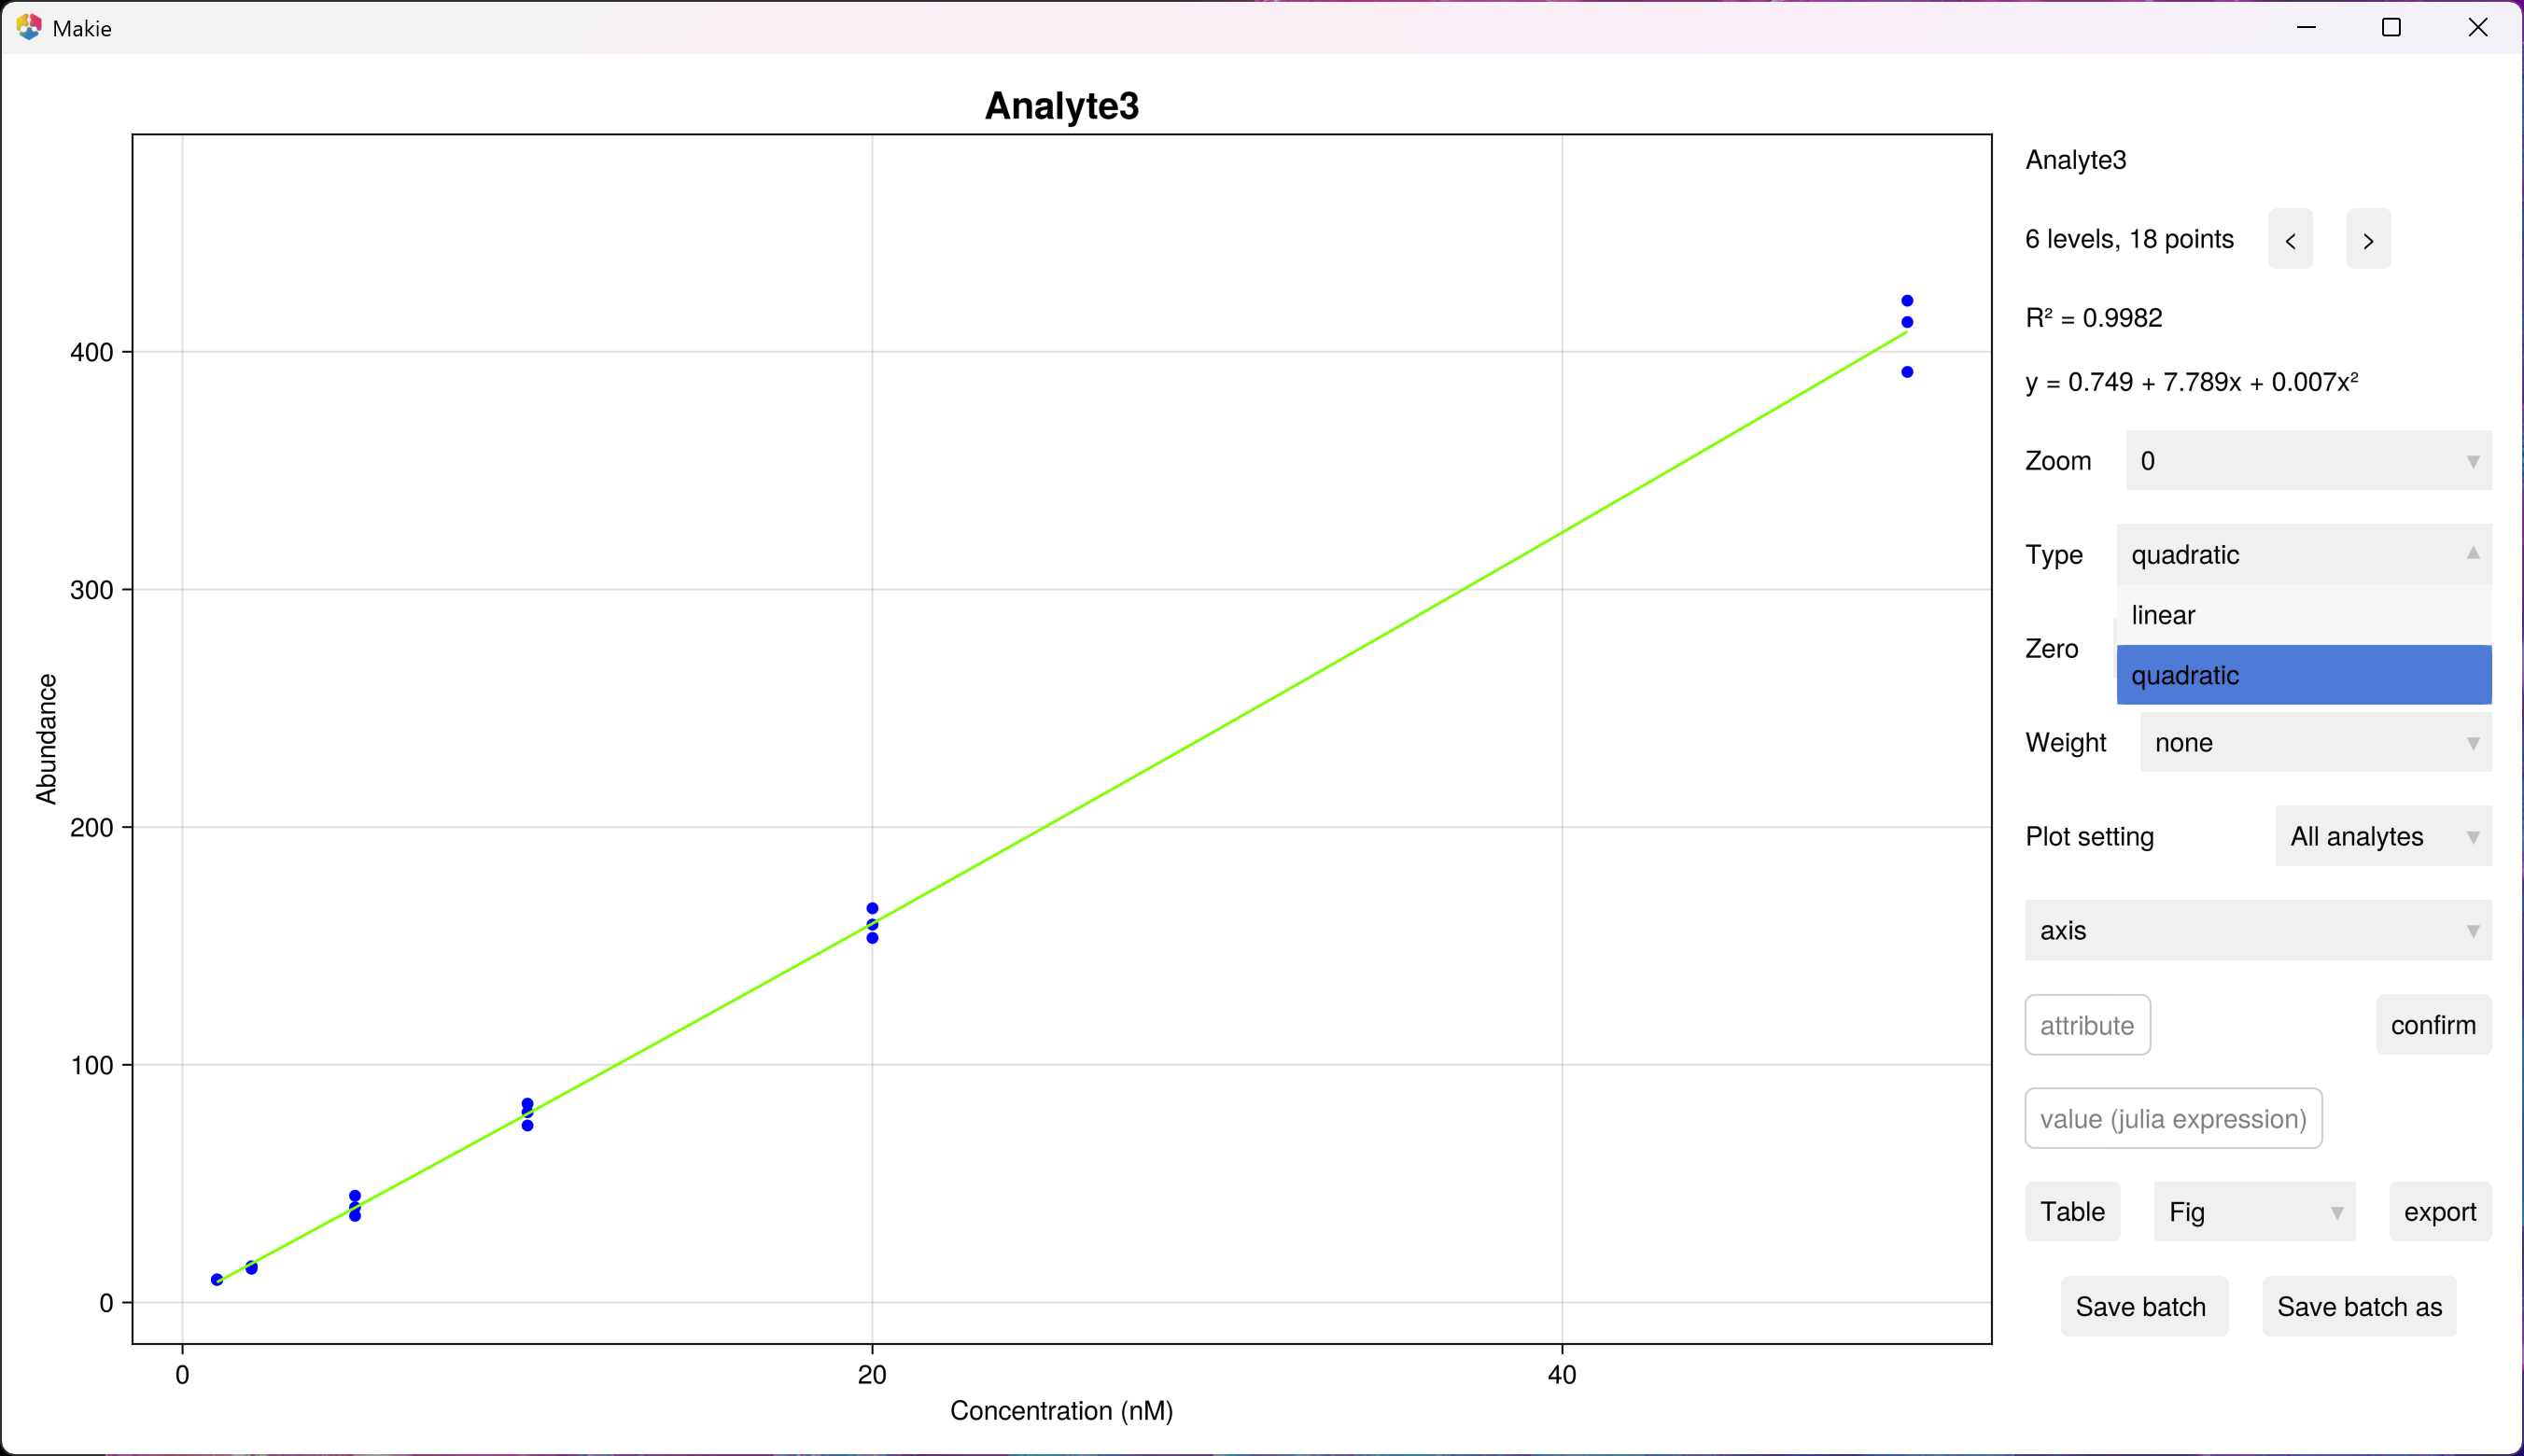 Makie
Analyte3
400
300
200
100
0
Abundance
0
20
40
Concentration (nM)
Analyte3
6 levels, 18 points
<
>
R² = 0.9982
y = 0.749 + 7.789x + 0.007x²
Zoom
0
Type
quadratic
linear
Zero
quadratic
Weight
none
Plot setting
All analytes
axis
attribute
confirm
value (julia expression)
Table
Fig
export
Save batch
Save batch as